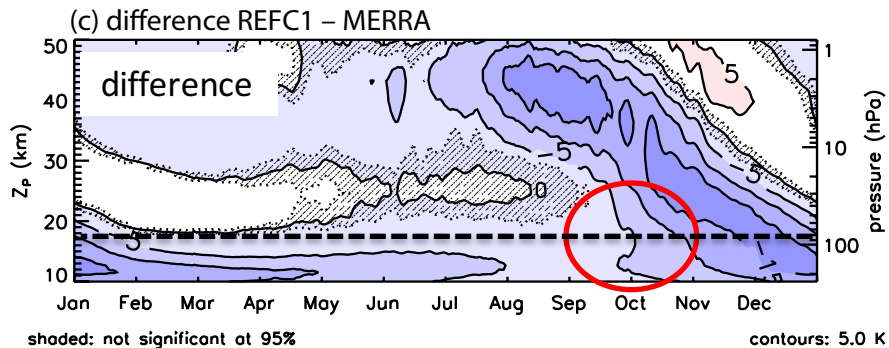 (c) difference REFC1 – MERRA
difference
Z_P (km)
50
40
30
20
10
1
10
100
pressure (hPa)
5
-5
0
-5
-5
-15
Jan Feb Mar Apr May Jun Jul Aug Sep Oct Nov Dec
shaded: not significant at 95%
contours: 5.0 K